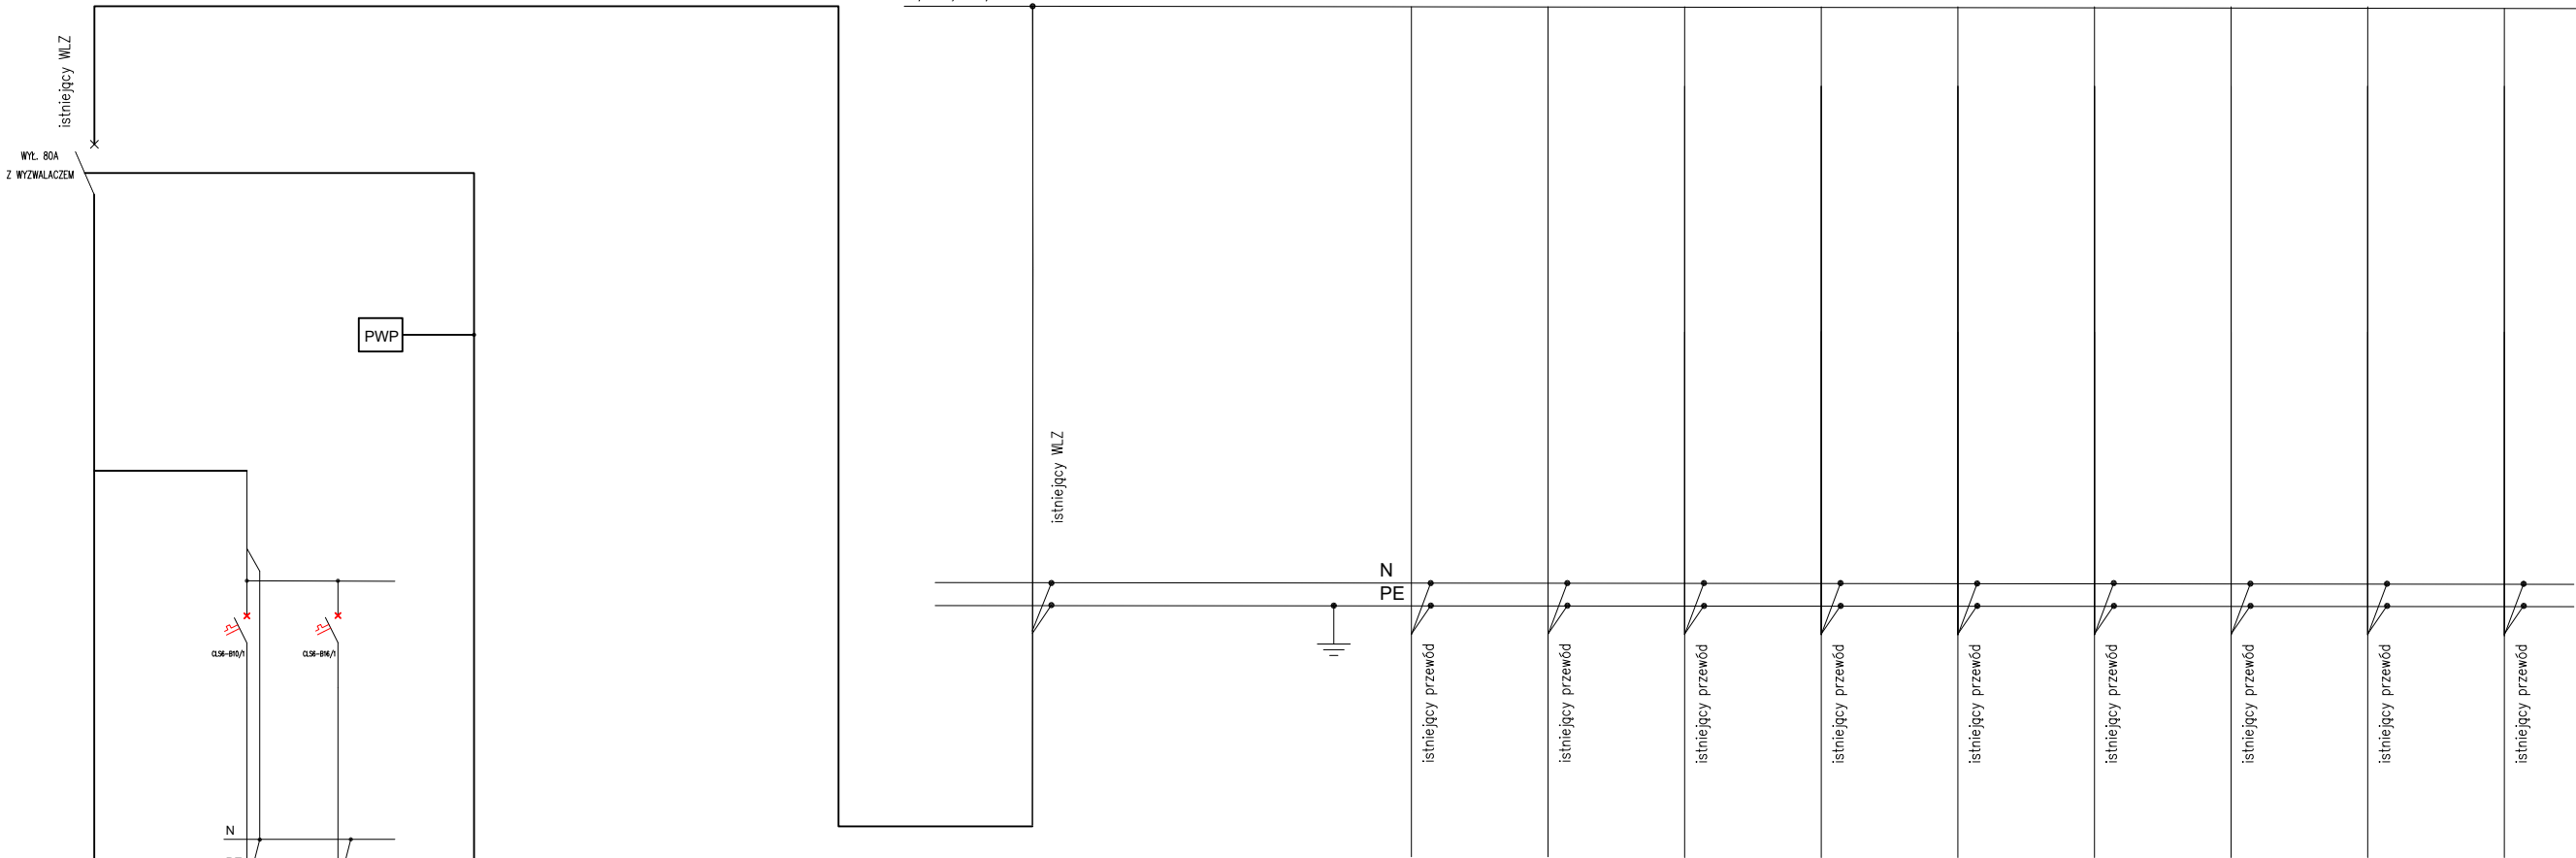 istniejący WLZ
WYŁ. 80A
Z WYZWALACZEM
PWP
istniejący WLZ
N
PE
CLS6-B10/1
CLS6-B16/1
istniejący przewód
istniejący przewód
istniejący przewód
istniejący przewód
istniejący przewód
istniejący przewód
istniejący przewód
istniejący przewód
istniejący przewód
N